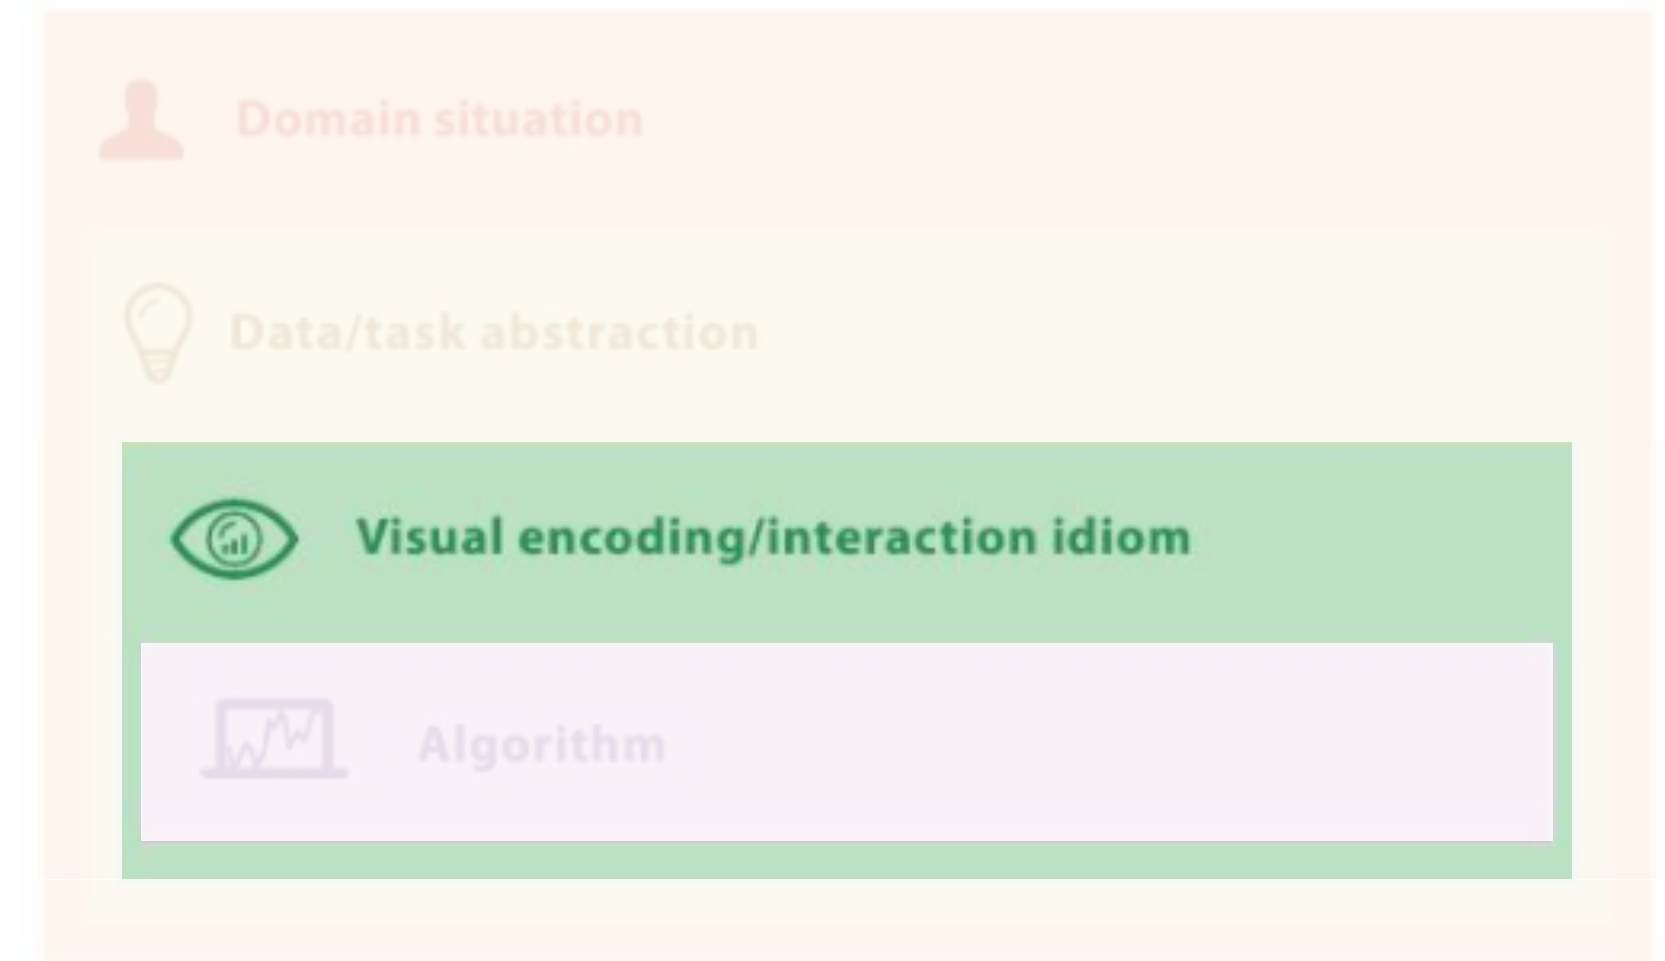 Domain situation
Data/task abstraction
Visual encoding/interaction idiom
Algorithm